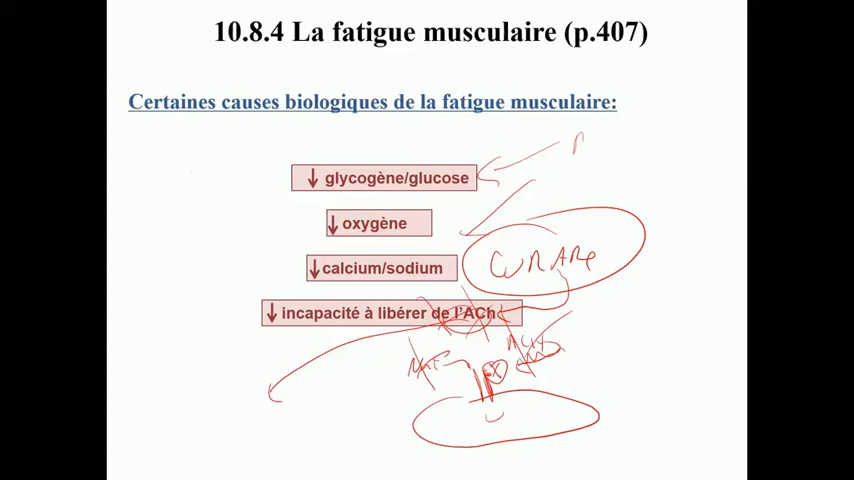 10.8.4 La fatigue musculaire (p.407)
Certaines causes biologiques de la fatigue musculaire:
↓ glycogène/glucose
↓ oxygène
↓ calcium/sodium
CURARe
↓ incapacité à libérer de l'ACh
ACH